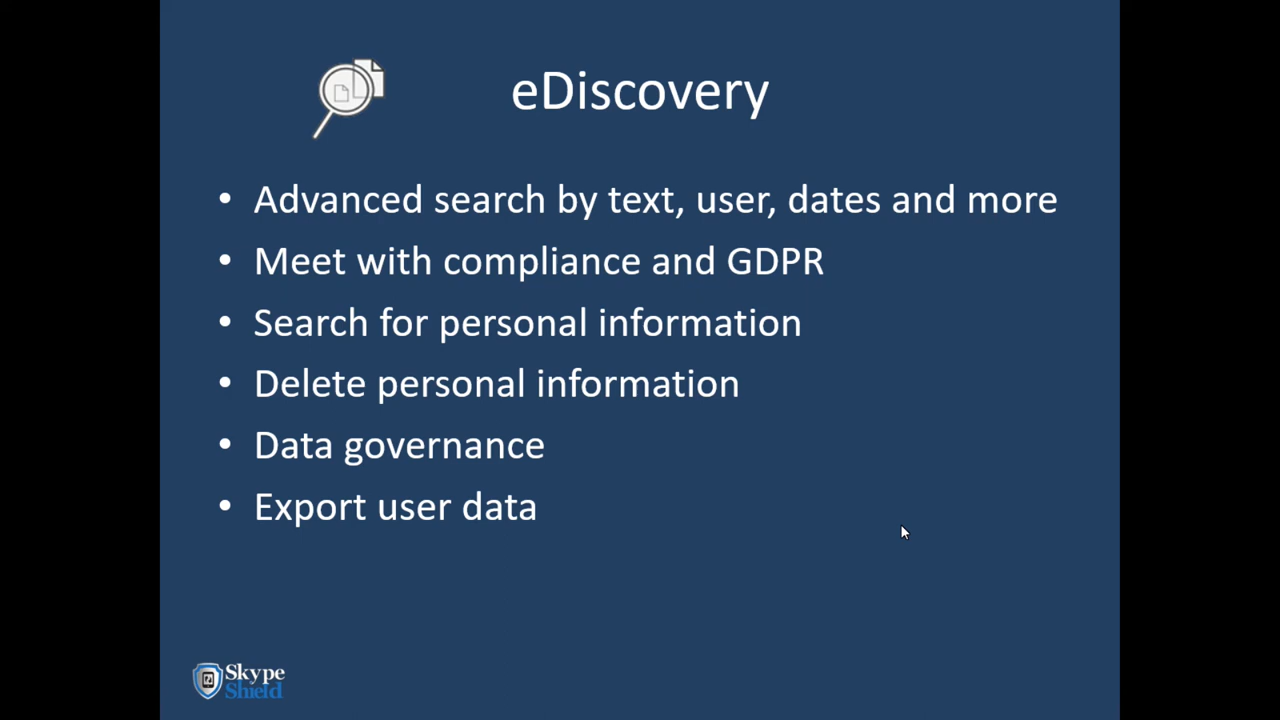 eDiscovery
• Advanced search by text, user, dates and more
• Meet with compliance and GDPR
• Search for personal information
• Delete personal information
• Data governance
• Export user data
Skype
Shield